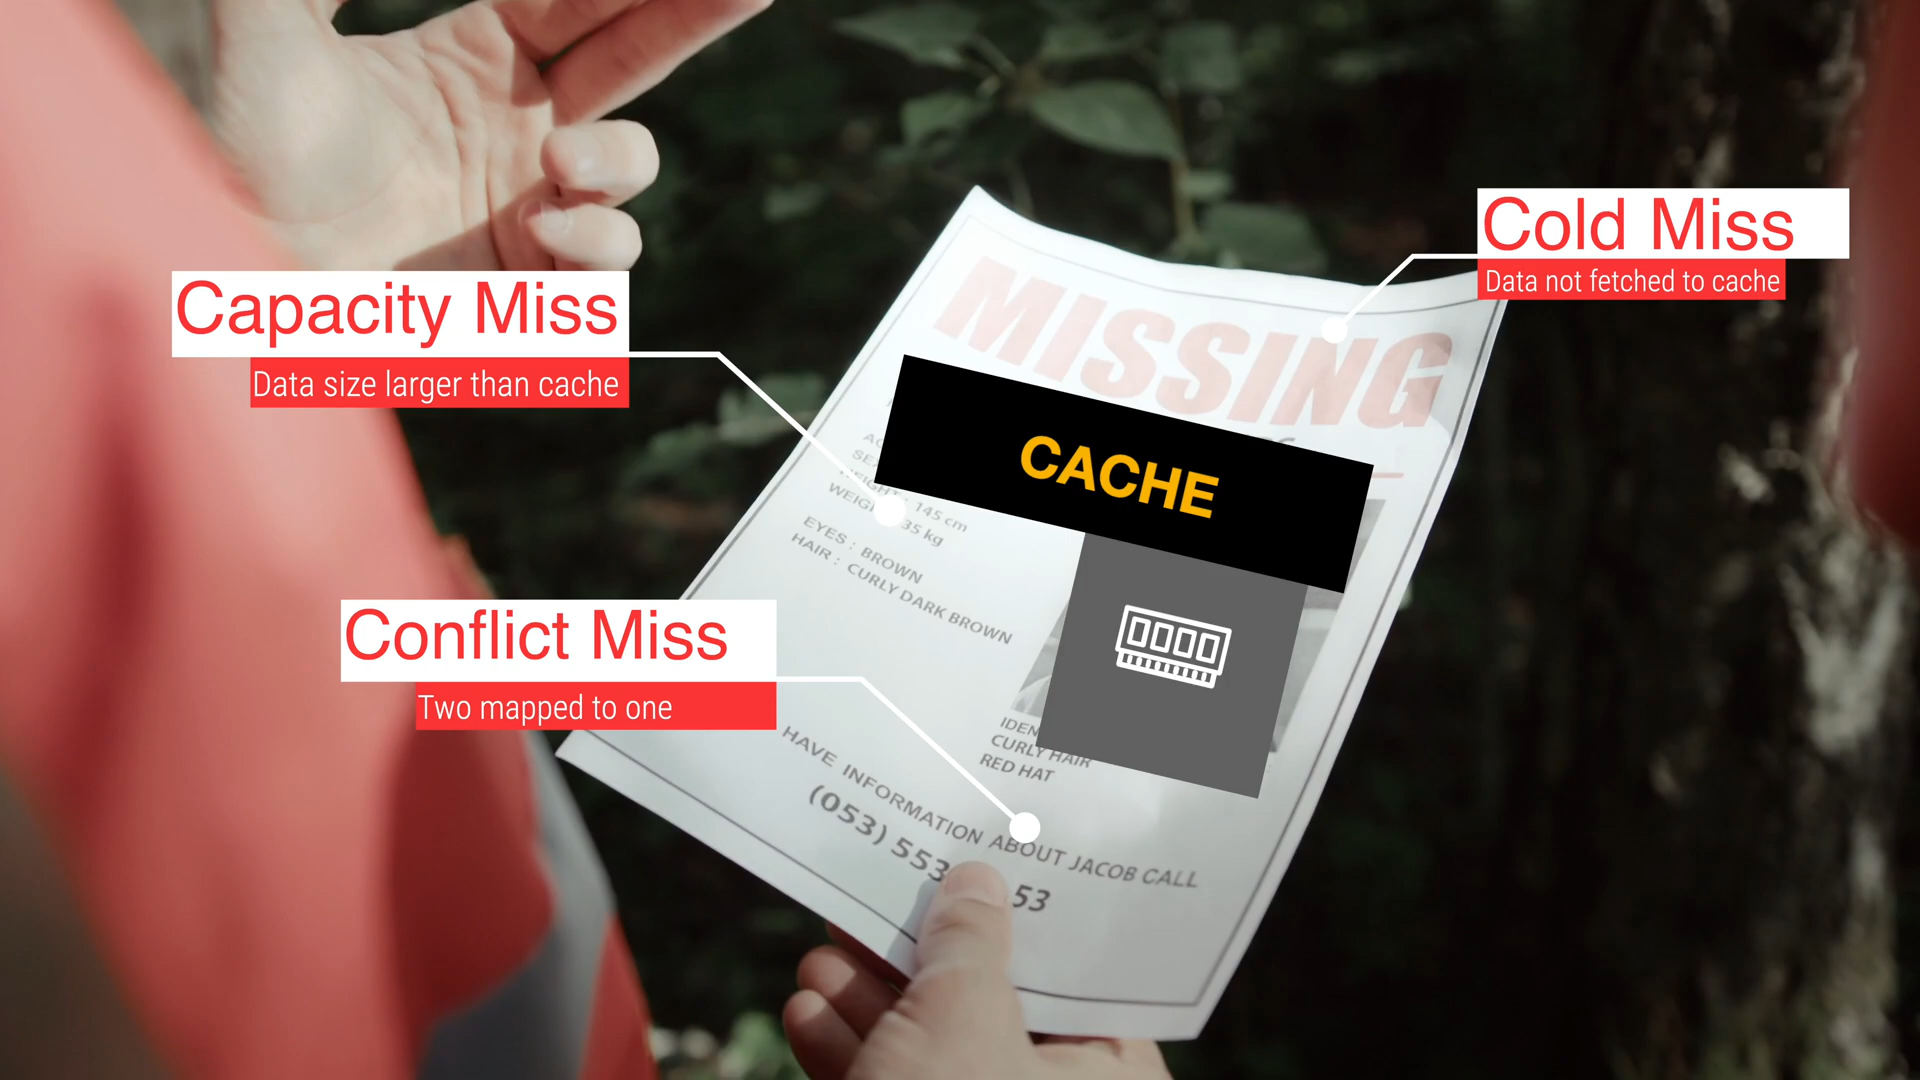 Cold Miss
Data not fetched to cache
Capacity Miss
Data size larger than cache
Conflict Miss
Two mapped to one
MISSING
CACHE
145 cm
35 kg
EYES : BROWN
HAIR : CURLY DARK BROWN
CURLY HAIR
RED HAT
HAVE INFORMATION ABOUT JACOB CALL
(053) 553 53